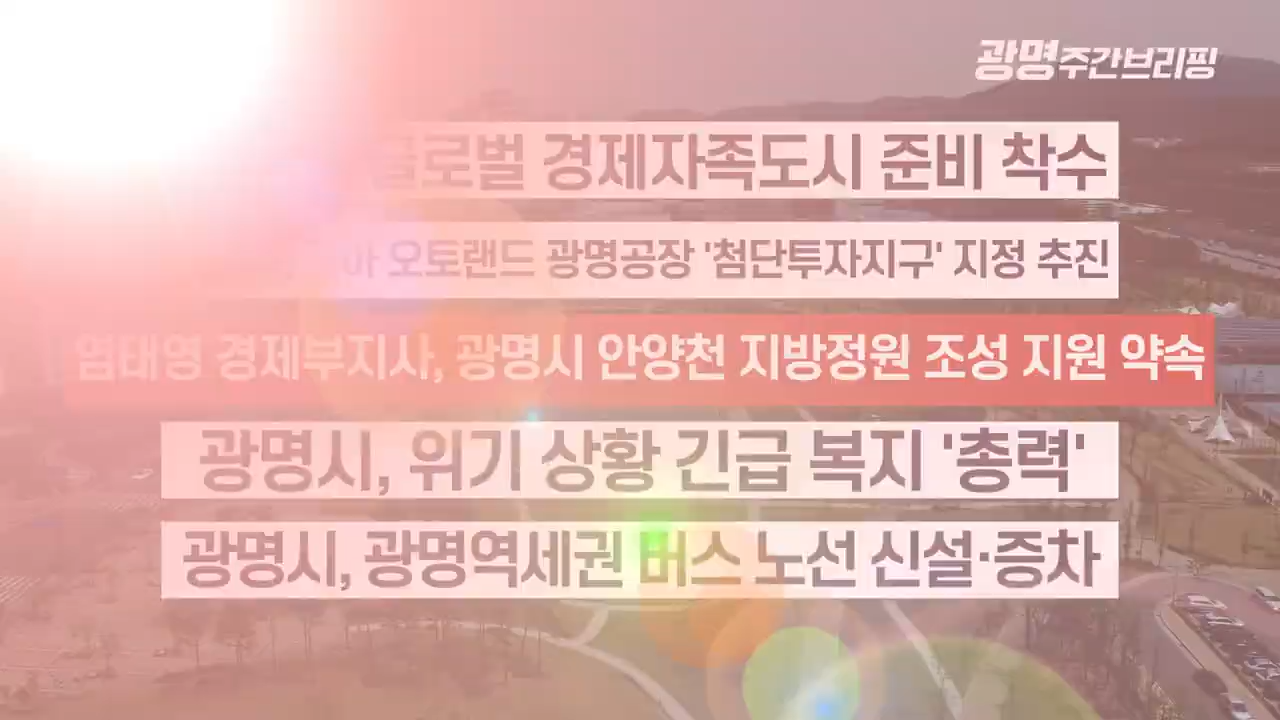 광명주간브리핑
글로벌 경제자족도시 준비 착수
오토랜드 광명공장 '첨단투자지구' 지정 추진
염태영 경제부지사, 광명시 안양천 지방정원 조성 지원 약속
광명시, 위기 상황 긴급 복지 '총력'
광명시, 광명역세권 버스 노선 신설·증차